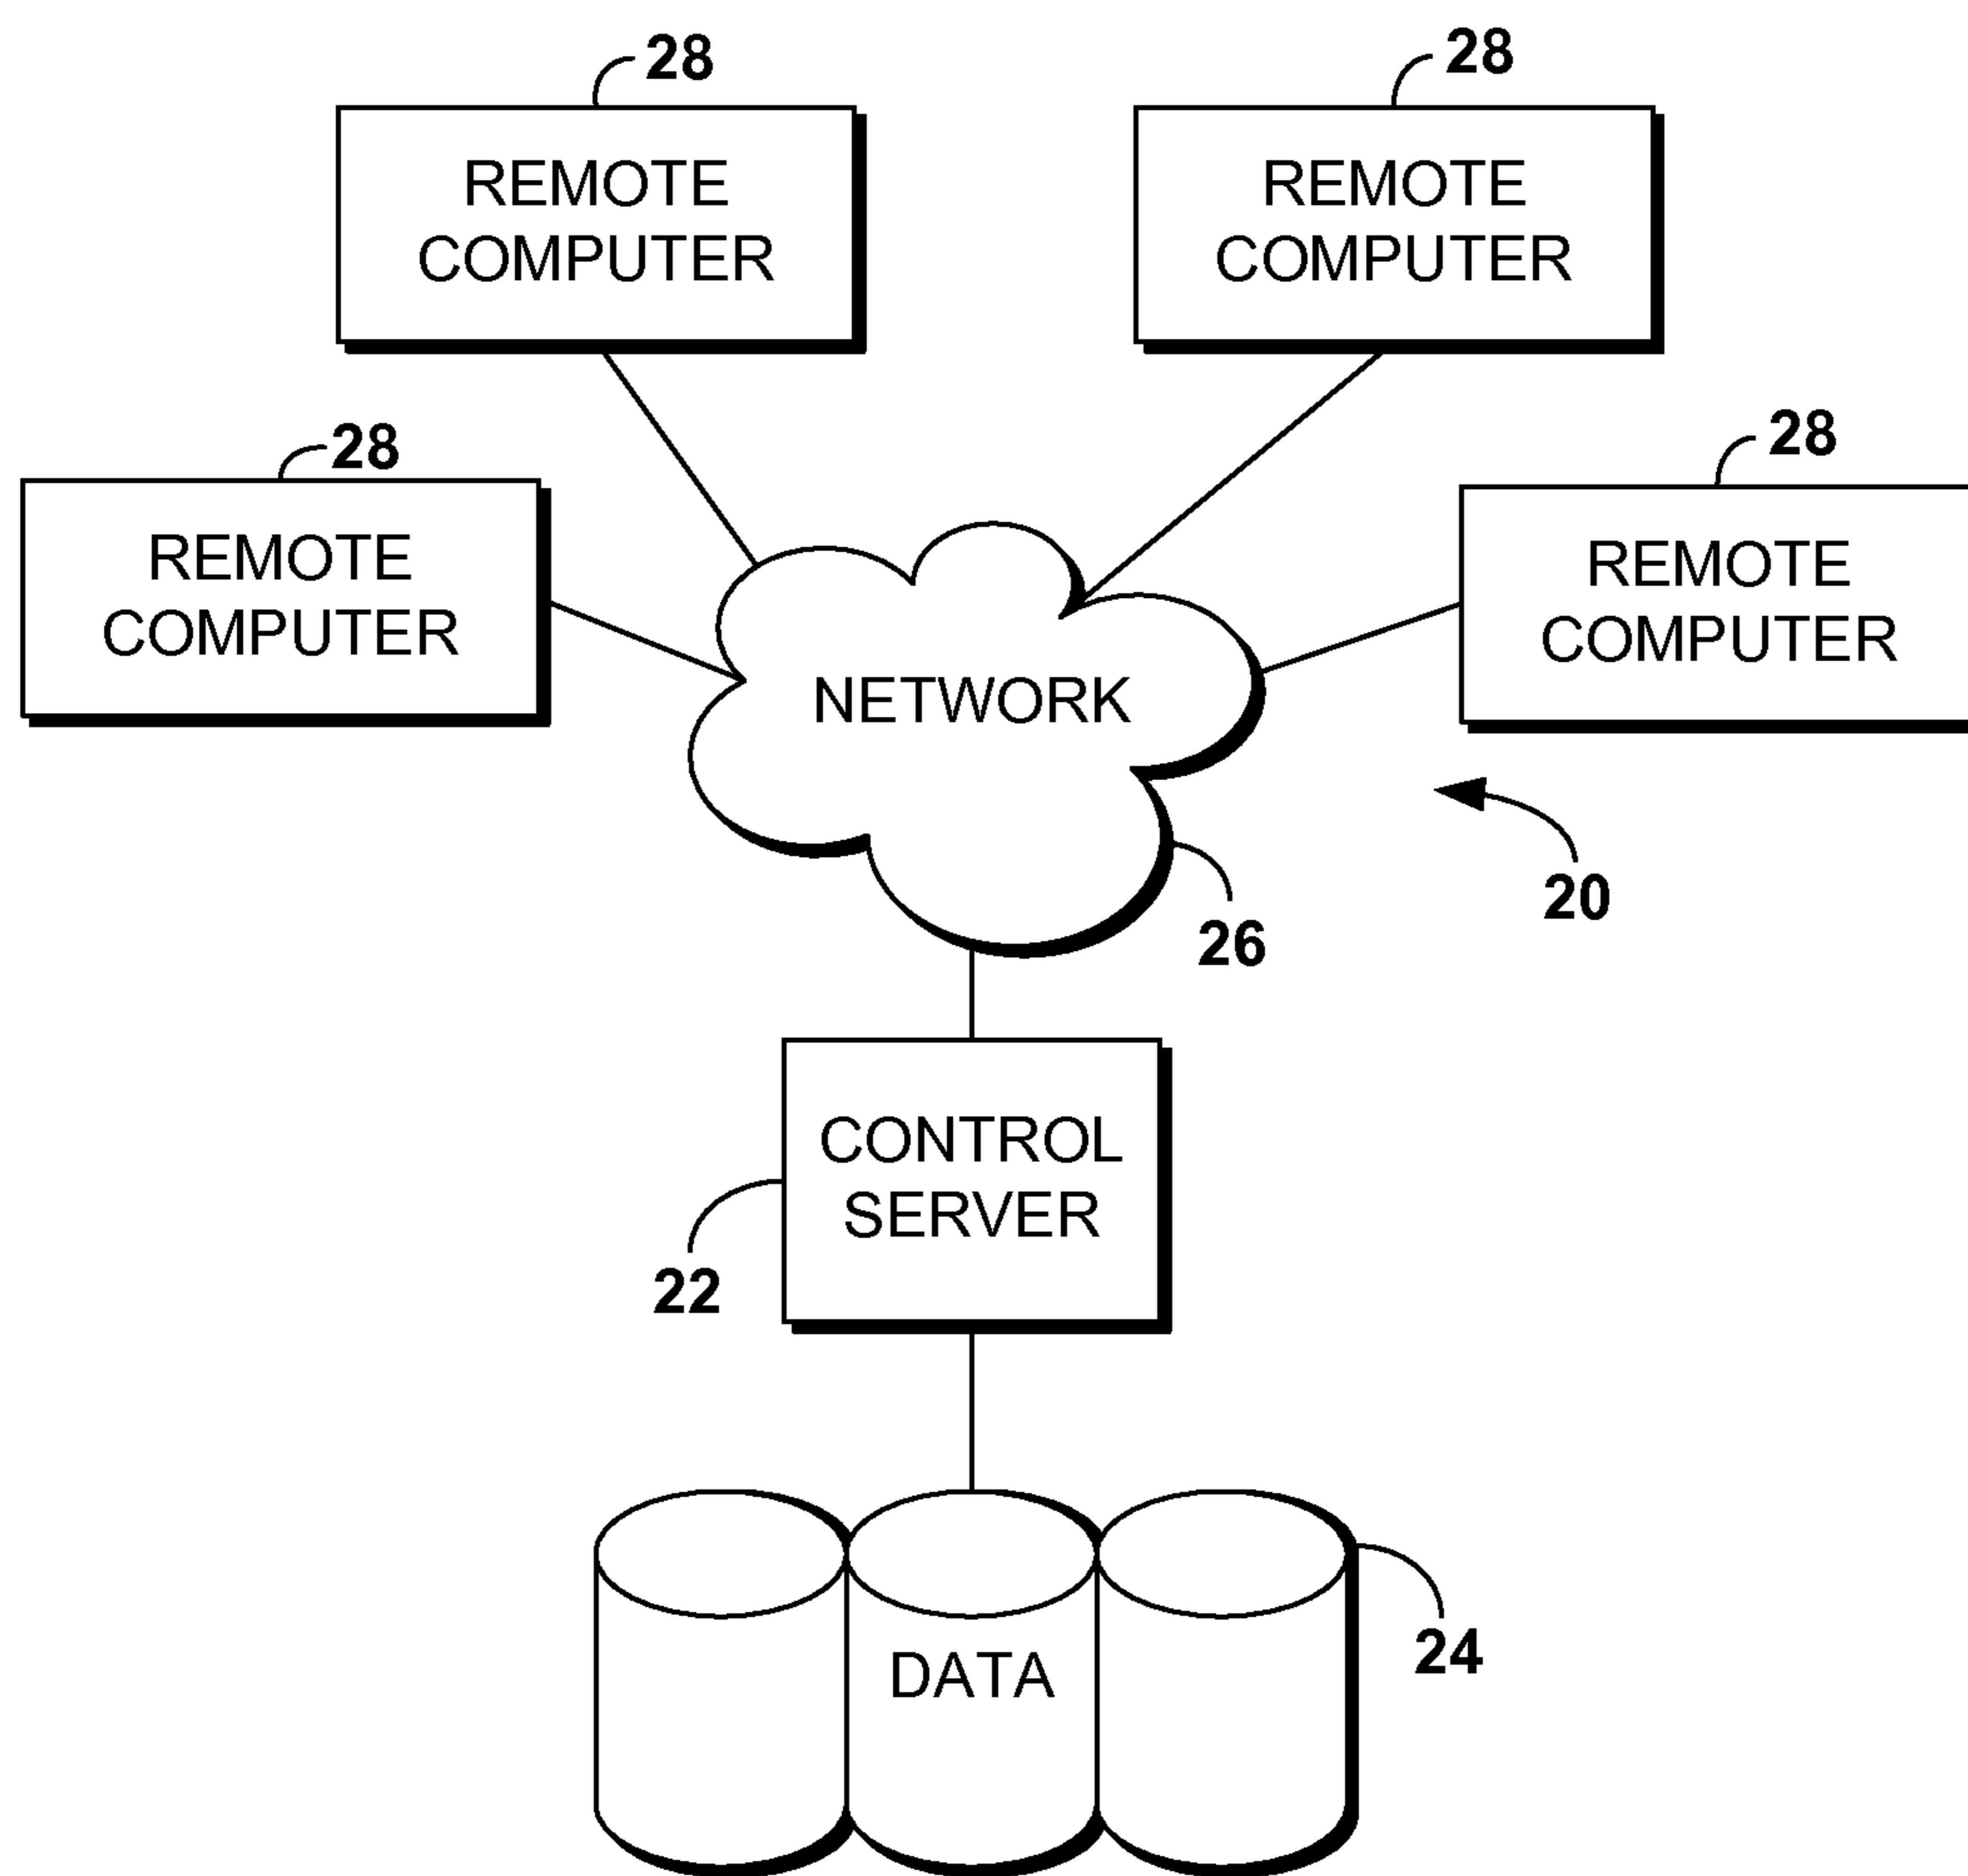 28
28
REMOTE
COMPUTER
REMOTE
COMPUTER
28
28
REMOTE
COMPUTER
REMOTE
COMPUTER
NETWORK
20
26
CONTROL
SERVER
22
24
DATA